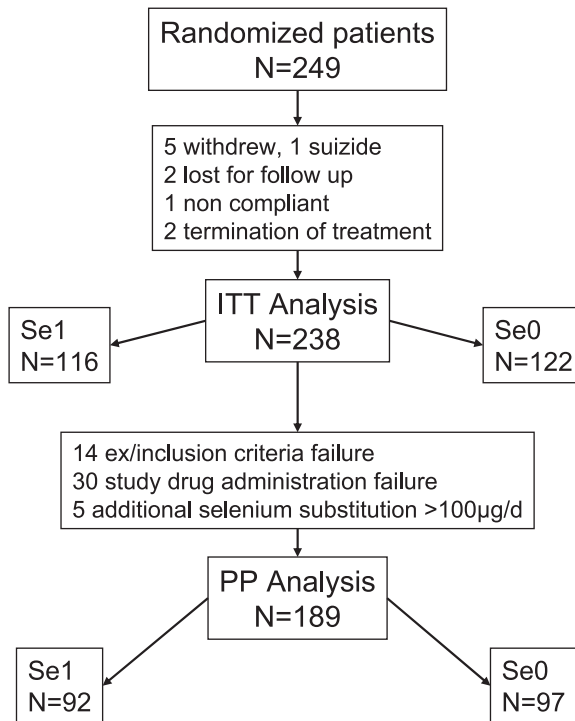 Randomized patients
N=249
5 withdrew, 1 suizide
2 lost for follow up
1 non compliant
2 termination of treatment
ITT Analysis
N=238
Se1
N=116
Se0
N=122
14 ex/inclusion criteria failure
30 study drug administration failure
5 additional selenium substitution >100µg/d
PP Analysis
N=189
Se1
N=92
Se0
N=97